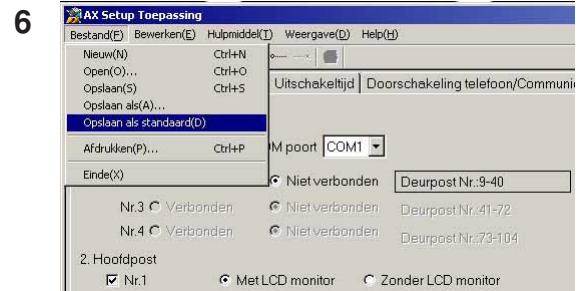 6
AX Setup Toepassing
Bestand(F) Bewerken(E) Hulpmiddel(T) Weergave(D) Help(H)
Nieuw(N) Ctrl+N
Open(O)... Ctrl+O
Opslaan(S) Ctrl+S
Opslaan als(A)...
Opslaan als standaard(D)
Afdrukken(P)... Ctrl+P
Einde(X)
Uitschakeltijd Doorschakeling telefoon/Communi
M poort COM1
Niet verbonden Deurpost Nr.:9-40
Nr.3 Verbonden Niet verbonden Deurpost Nr.:41-72
Nr.4 Verbonden Niet verbonden Deurpost Nr.:73-104
2. Hoofdpost
Nr.1 Met LCD monitor Zonder LCD monitor